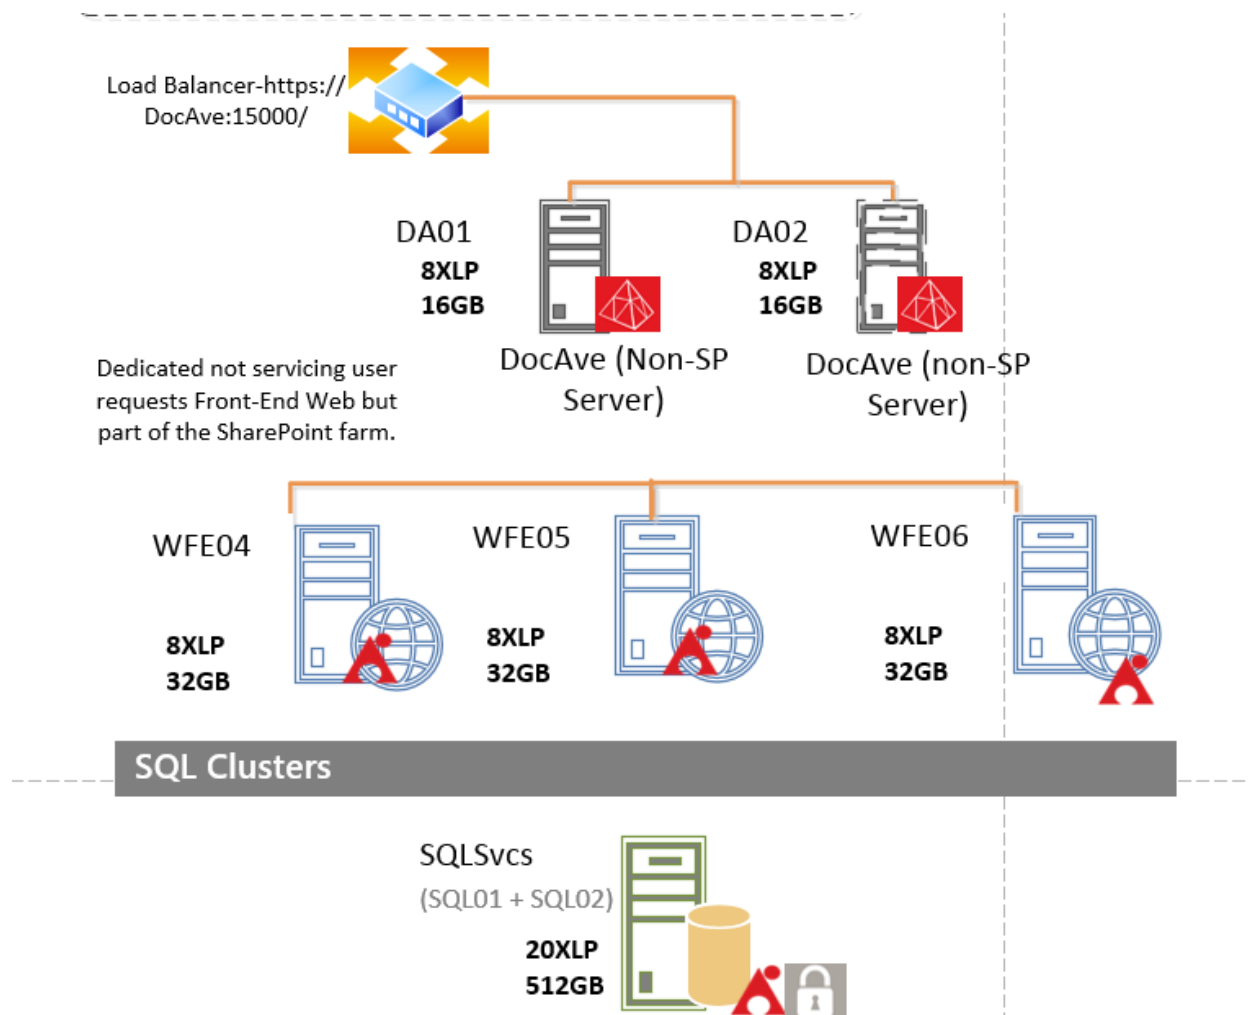 Load Balancer-https://
DocAve:15000/
DA01
8XLP
16GB
DA02
8XLP
16GB
DocAve (Non-SP
Server)
DocAve (non-SP
Server)
Dedicated not servicing user
requests Front-End Web but
part of the SharePoint farm.
WFE04
8XLP
32GB
WFE05
8XLP
32GB
WFE06
8XLP
32GB
SQL Clusters
SQLSvcs
(SQL01 + SQL02)
20XLP
512GB